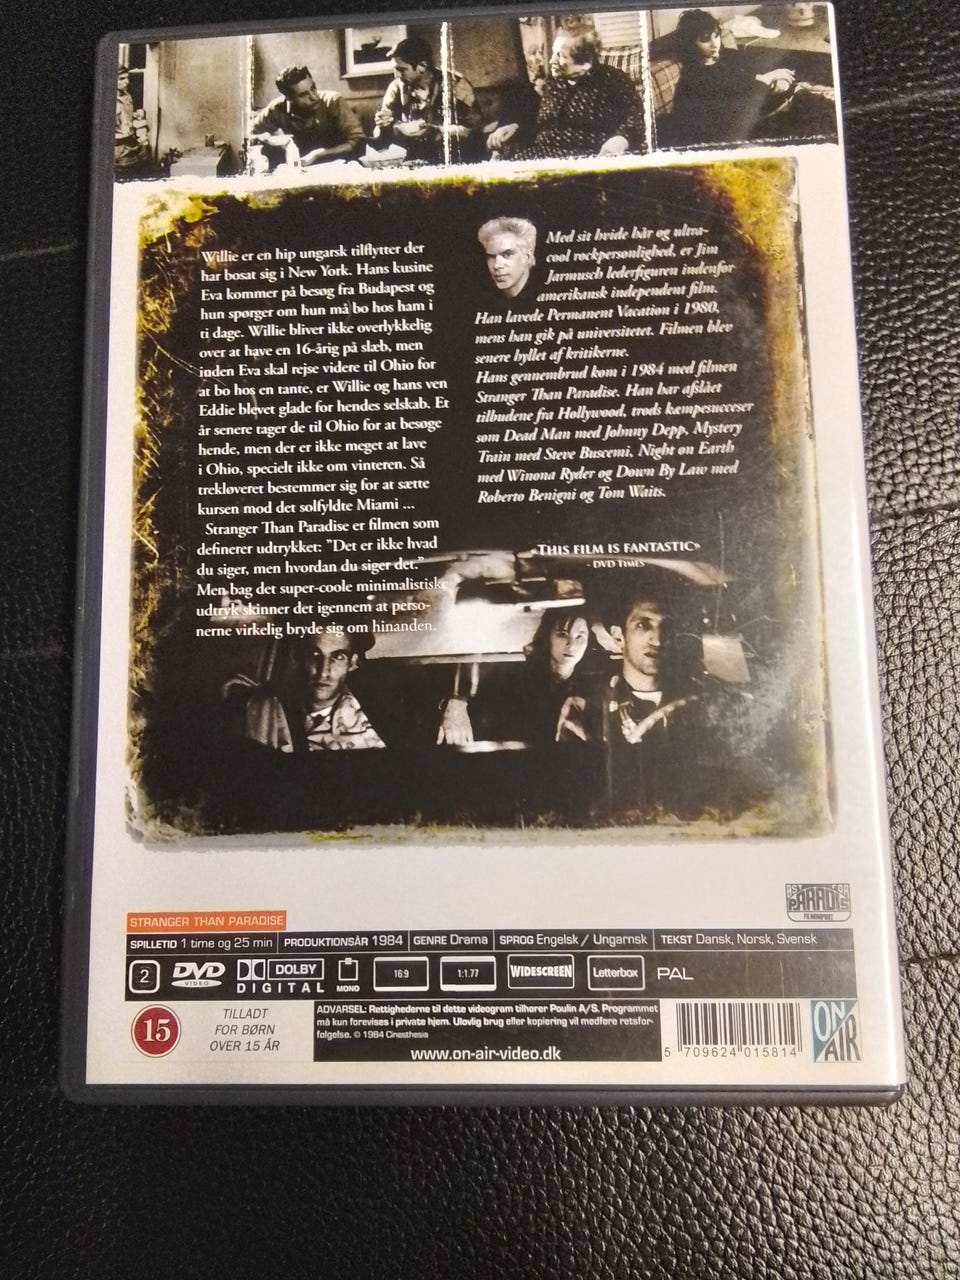 Willie er en hip ungarsk tilflytter der
har bosat sig i New York. Hans kusine
Eva kommer på besøg fra Budapest og
hun spørger om hun må bo hos ham i
ti dage. Willie bliver ikke overlykkelig
over at have en 16-årig på slæb, men
inden Eva skal rejse videre til Ohio for
at bo hos en tante, er Willie og hans ven
Eddie blevet glade for hendes selskab. Et
år senere tager de til Ohio for at besøge
hende, men der er ikke meget at lave
i Ohio, specielt ikke om vinteren. Så
trekløveret bestemmer sig for at sætte
kursen mod det solfyldte Miami ...
Stranger Than Paradise er filmen som
definerer udtrykket: ”Det er ikke hvad
du siger, men hvordan du siger det.”
Men bag det super-coole minimalistiske
udtryk skinner det igennem at perso-
nerne virkelig bryde sig om hinanden.
Med sit hvide hår og ultra-
cool rockpersonlighed, er Jim
Jarmusch lederfiguren indenfor
amerikansk independent film.
Han lavede Permanent Vacation i 1980,
mens han gik på universitetet. Filmen blev
senere hyllet af kritikerne.
Hans gennembrud kom i 1984 med filmen
Stranger Than Paradise. Han har afslået
tilbudene fra Hollywood, trods kæmpesucceser
som Dead Man med Johnny Depp, Mystery
Train med Steve Buscemi, Night on Earth
med Winona Ryder og Down By Law med
Roberto Benigni og Tom Waits.
«THIS FILM IS FANTASTIC»
- DVD TIMES
PARADIS
FILMIMPORT
STRANGER THAN PARADISE
SPILLETID 1 time og 25 min PRODUKTIONSÅR 1984 GENRE Drama SPROG Engelsk / Ungarnsk TEKST Dansk, Norsk, Svensk
2 DVD VIDEO DOLBY DIGITAL MONO 16:9 1:1.77 WIDESCREEN Letterbox PAL
15
TILLADT
FOR BØRN
OVER 15 ÅR
ADVARSEL: Rettighederne til dette videogram tilhører Paulin A/S. Programmet
må kun forevises i private hjem. Ulovlig brug eller kopiering vil medføre retsfor-
følgelse. © 1984 Cinesthesia
www.on-air-video.dk
5 709624 015814
ON
AIR